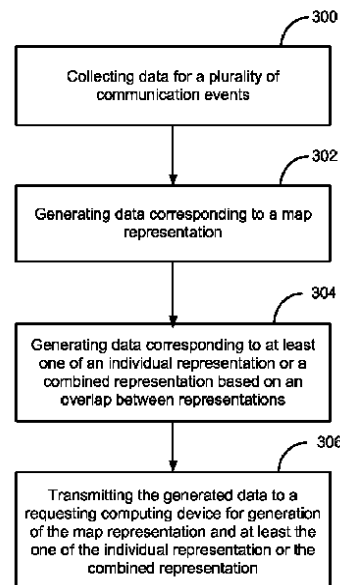 300
Collecting data for a plurality of
communication events
302
Generating data corresponding to a map
representation
304
Generating data corresponding to at least
one of an individual representation or a
combined representation based on an
overlap between representations
306
Transmitting the generated data to a
requesting computing device for generation
of the map representation and at least the
one of the individual representation or the
combined representation